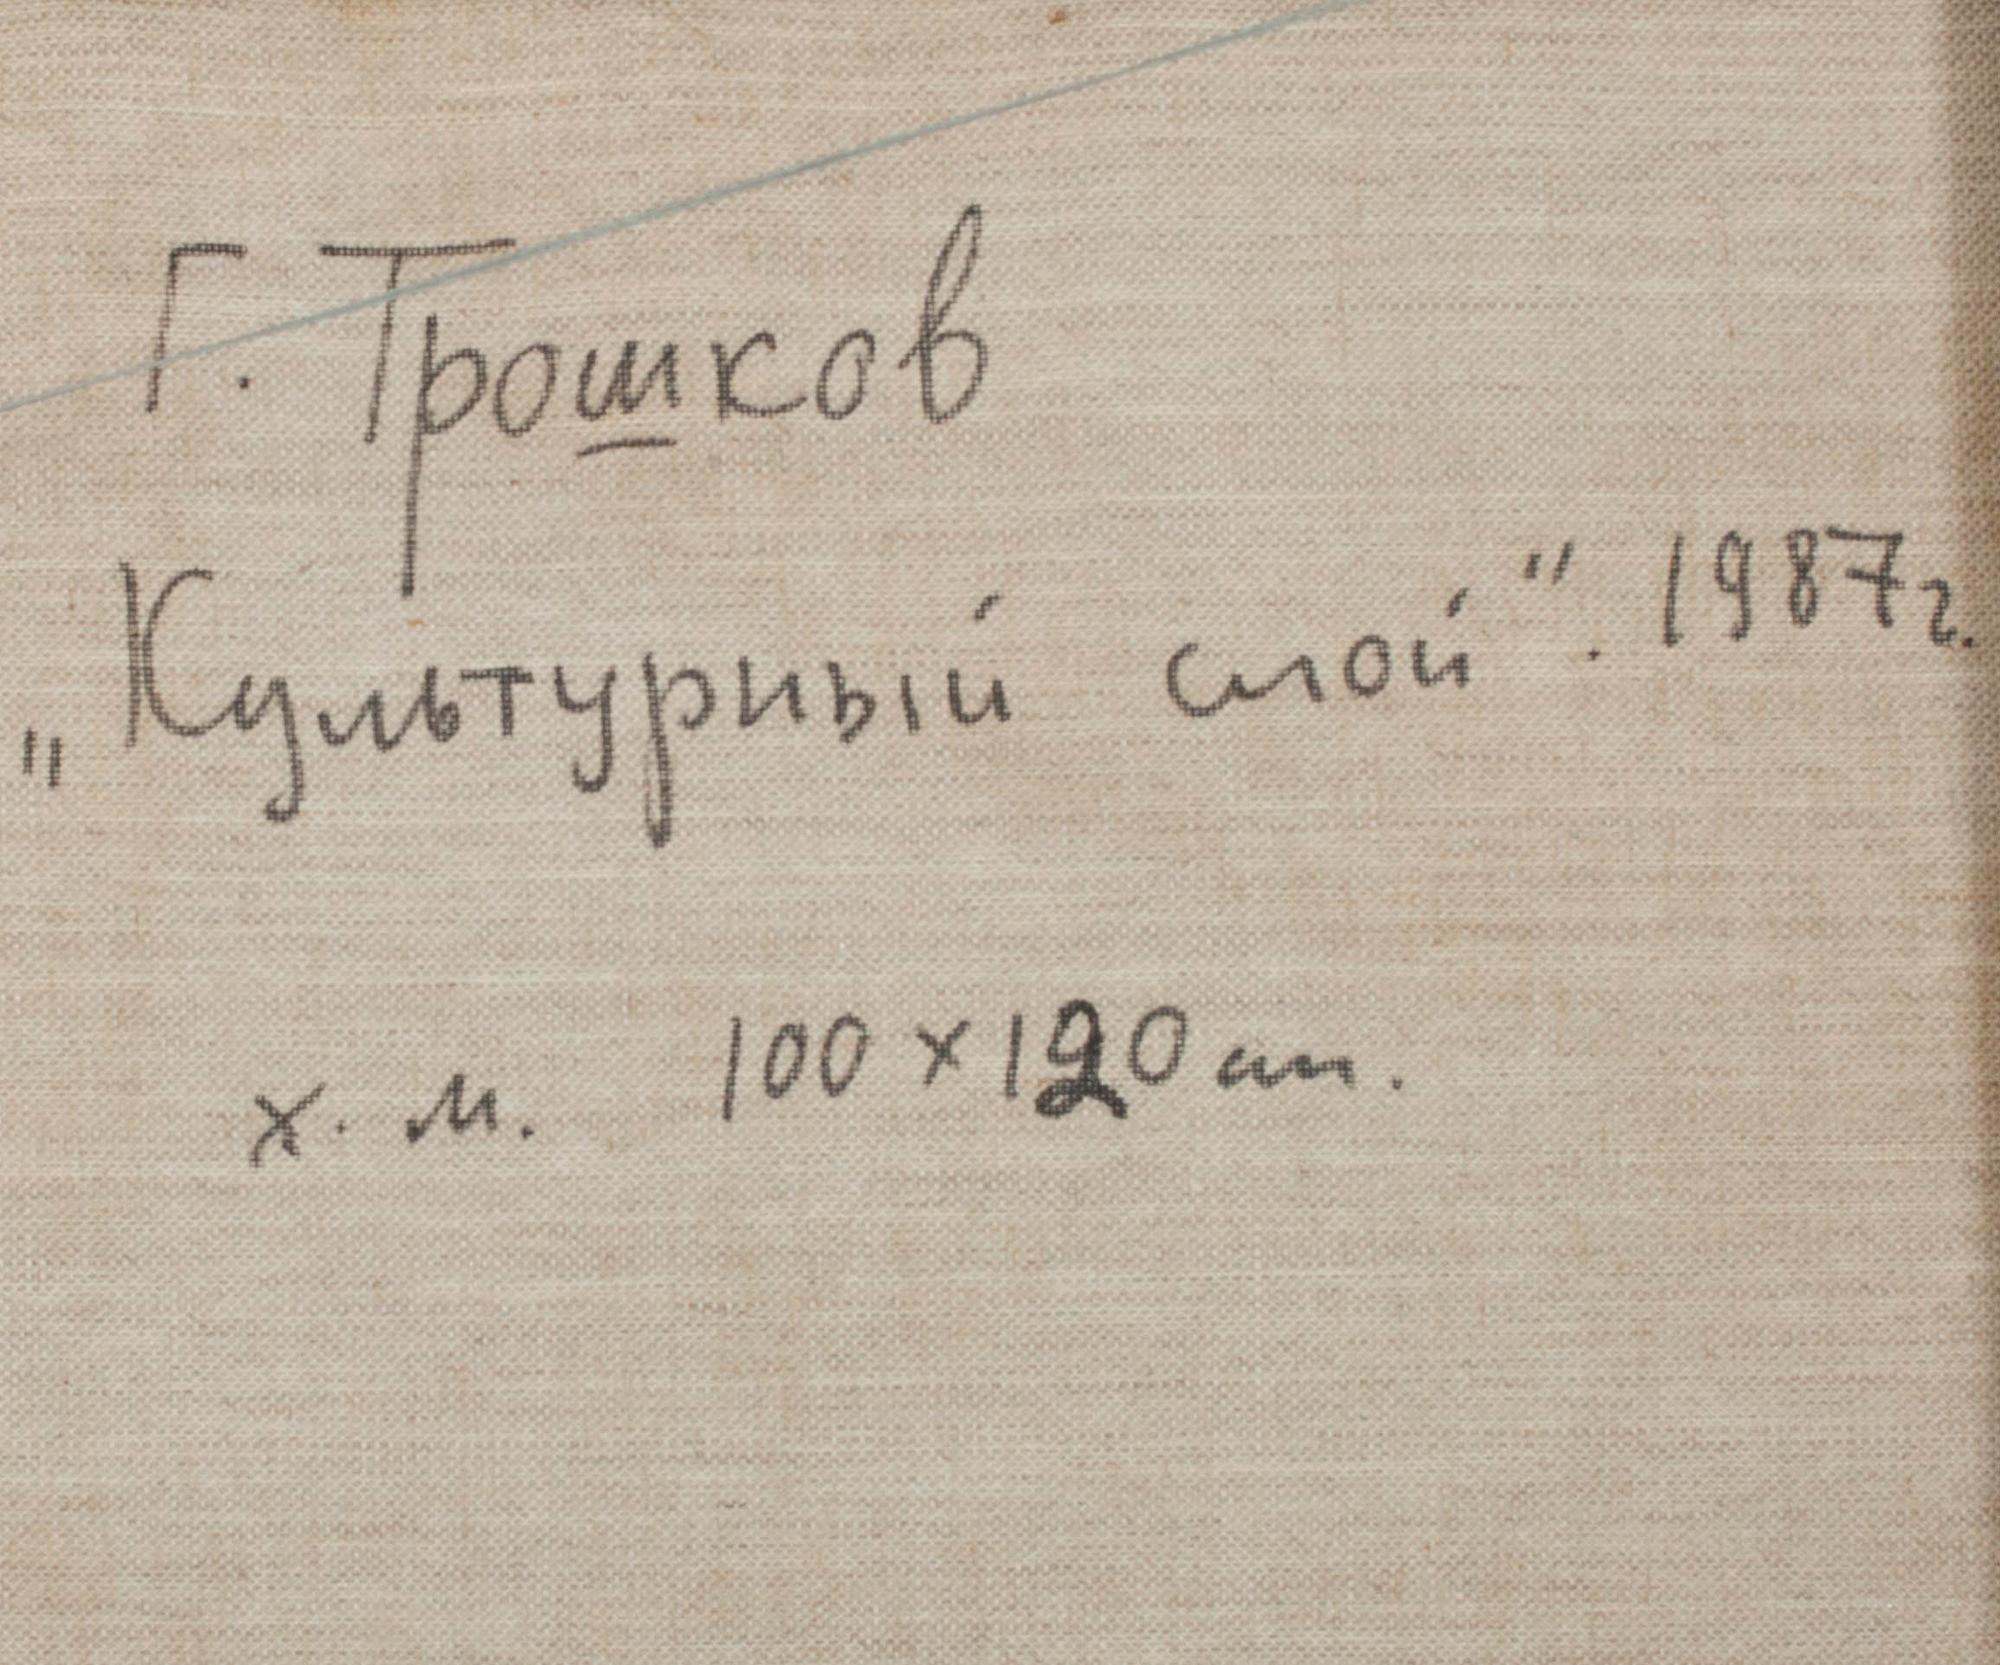 Г. Трошков
„Культурный слой". 1987г.
х. м. 100 x 120 см.